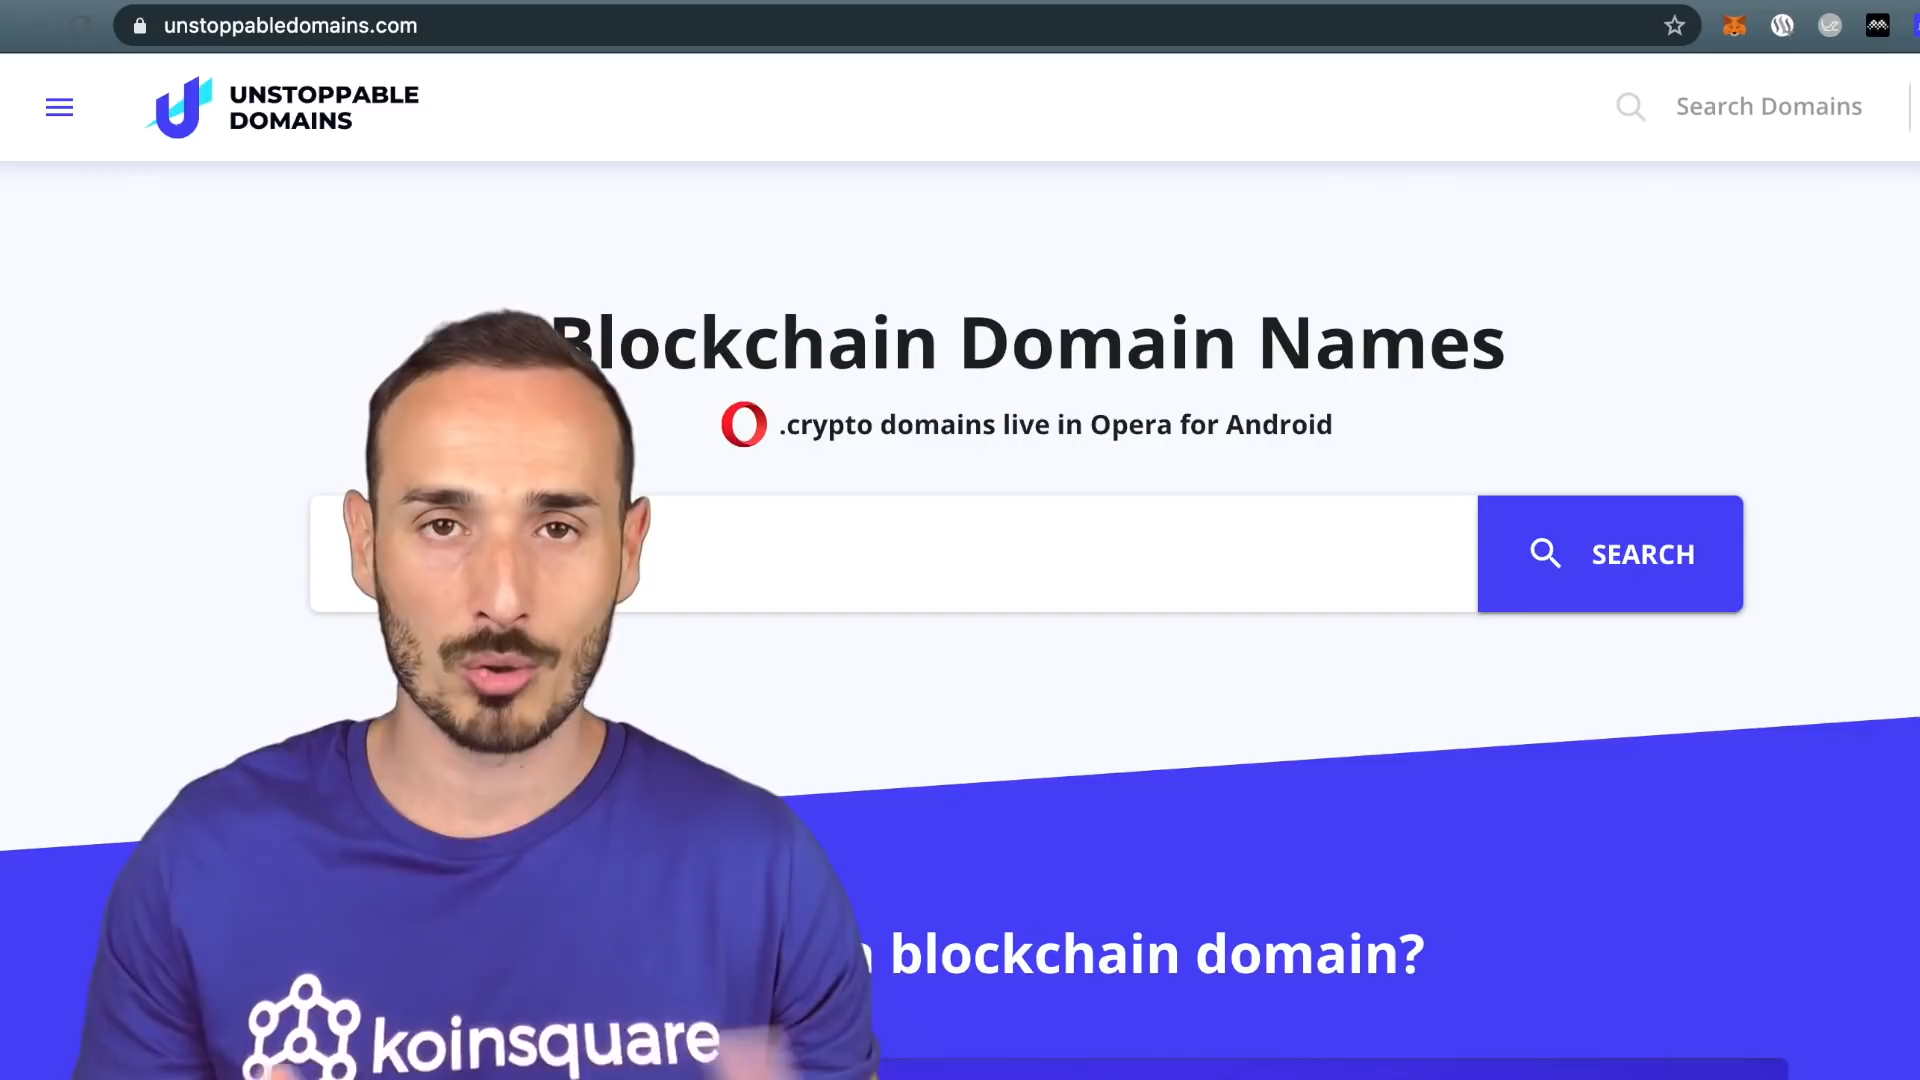 unstoppabledomains.com
UNSTOPPABLE
DOMAINS
Search Domains
Blockchain Domain Names
.crypto domains live in Opera for Android
SEARCH
blockchain domain?
koinsquare